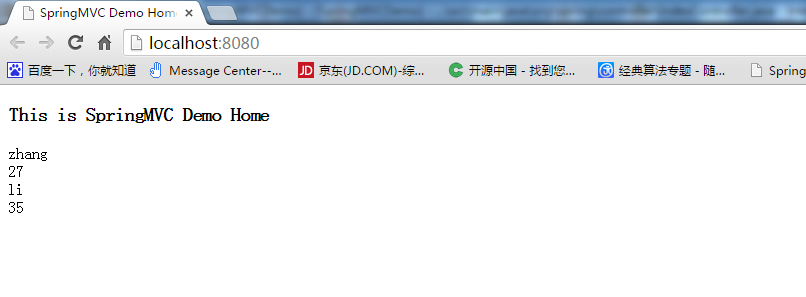 SpringMVC Demo Hom
localhost:8080
百度一下，你就知道
Message Center--...
JD
京东(JD.COM)-综...
开源中国 - 找到您...
经典算法专题 - 随...
Spring
This is SpringMVC Demo Home
zhang
27
li
35